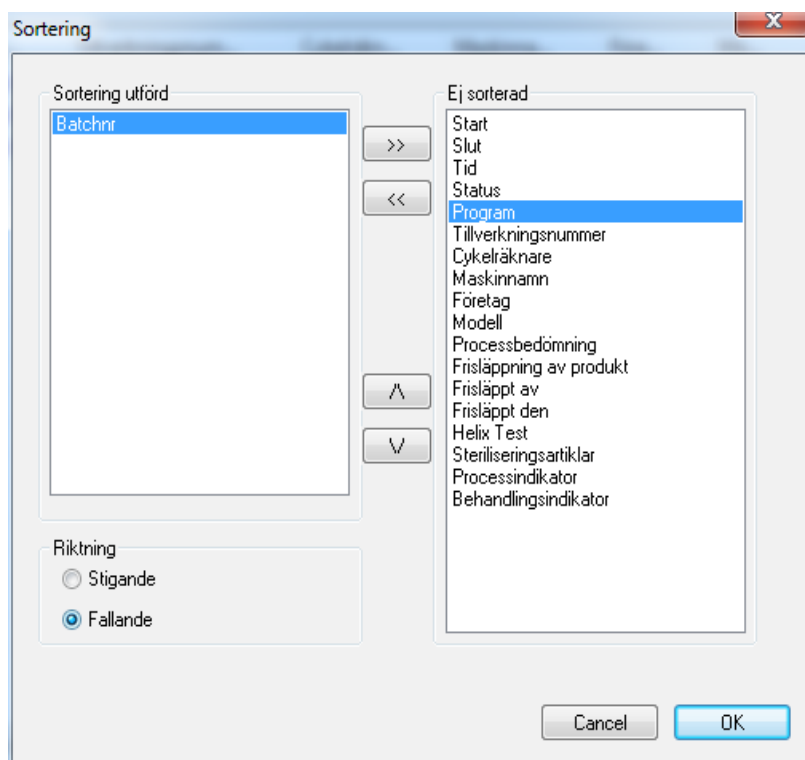 Sortering
Sortering utförd
Batchnr
>>
<<
/\
\/
Ej sorterad
Start
Slut
Tid
Status
Program
Tillverkningsnummer
Cykelräknare
Maskinnamn
Företag
Modell
Processbedömning
Frisläppning av produkt
Frisläppt av
Frisläppt den
Helix Test
Steriliseringsartiklar
Processindikator
Behandlingsindikator
Riktning
Stigande
Fallande
Cancel
OK